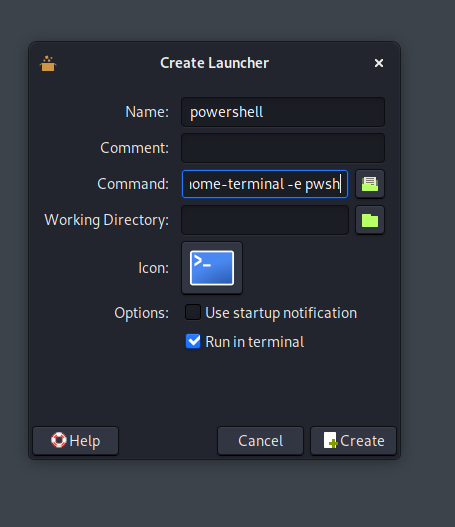 Create Launcher
Name: powershell
Comment:
Command: ome-terminal -e pwsh
Working Directory:
Icon:
Options: Use startup notification
Run in terminal
Help Cancel Create